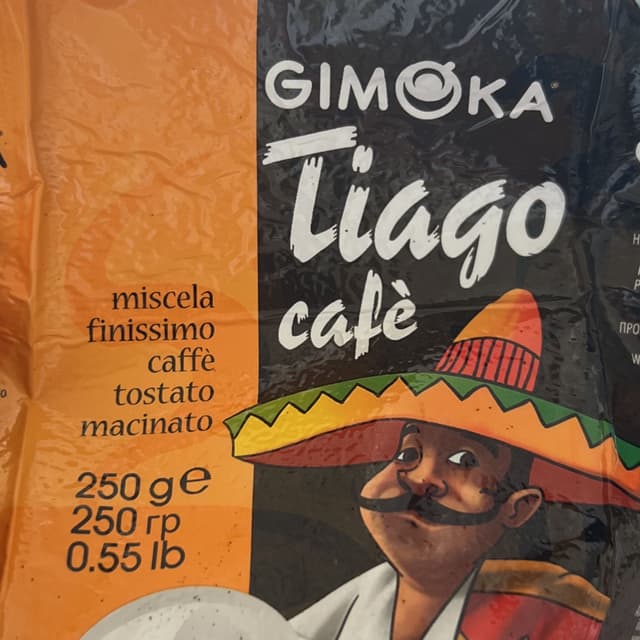 GIMOKA
Tiago
cafè
miscela
finissimo
caffè
tostato
macinato
250 g e
250 гр
0.55 lb